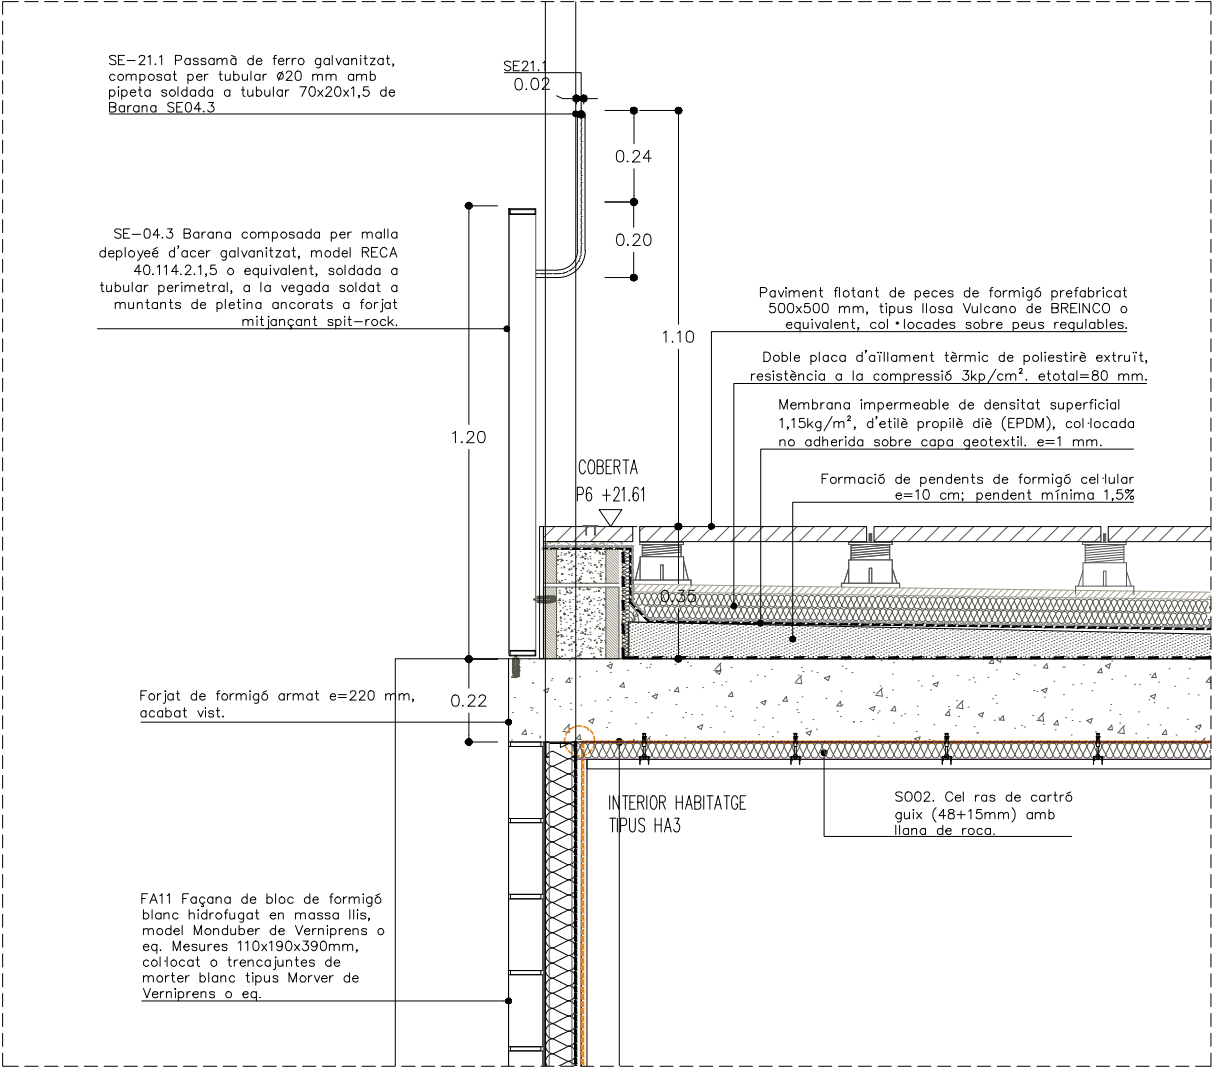 SE-21.1 Passamà de ferro galvanitzat,
composat per tubular ø20 mm amb
pipeta soldada a tubular 70x20x1,5 de
Barana SE04.3
SE21.1
0.02
0.24
0.20
1.10
SE-04.3 Barana composada per malla
deployeé d'acer galvanitzat, model RECA
40.114.2.1,5 o equivalent, soldada a
tubular perimetral, a la vegada soldat a
muntants de pletina ancorats a forjat
mitjançant spit-rock.
1.20
Paviment flotant de peces de formigó prefabricat
500x500 mm, tipus llosa Vulcano de BREINCO o
equivalent, col·locades sobre peus regulables.
Doble placa d'aïllament tèrmic de poliestirè extruït,
resistència a la compressió 3kp/cm². etotal=80 mm.
Membrana impermeable de densitat superficial
1,15kg/m², d'etilè propilè diè (EPDM), col·locada
no adherida sobre capa geotextil. e=1 mm.
Formació de pendents de formigó cel·lular
e=10 cm; pendent mínima 1,5%
COBERTA
P6 +21.61
0.35
Forjat de formigó armat e=220 mm,
acabat vist.
0.22
INTERIOR HABITATGE
TIPUS HA3
SO02. Cel ras de cartró
guix (48+15mm) amb
llana de roca.
FA11 Façana de bloc de formigó
blanc hidrofugat en massa llis,
model Monduber de Verniprens o
eq. Mesures 110x190x390mm,
col·locat o trencajuntes de
morter blanc tipus Morver de
Verniprens o eq.